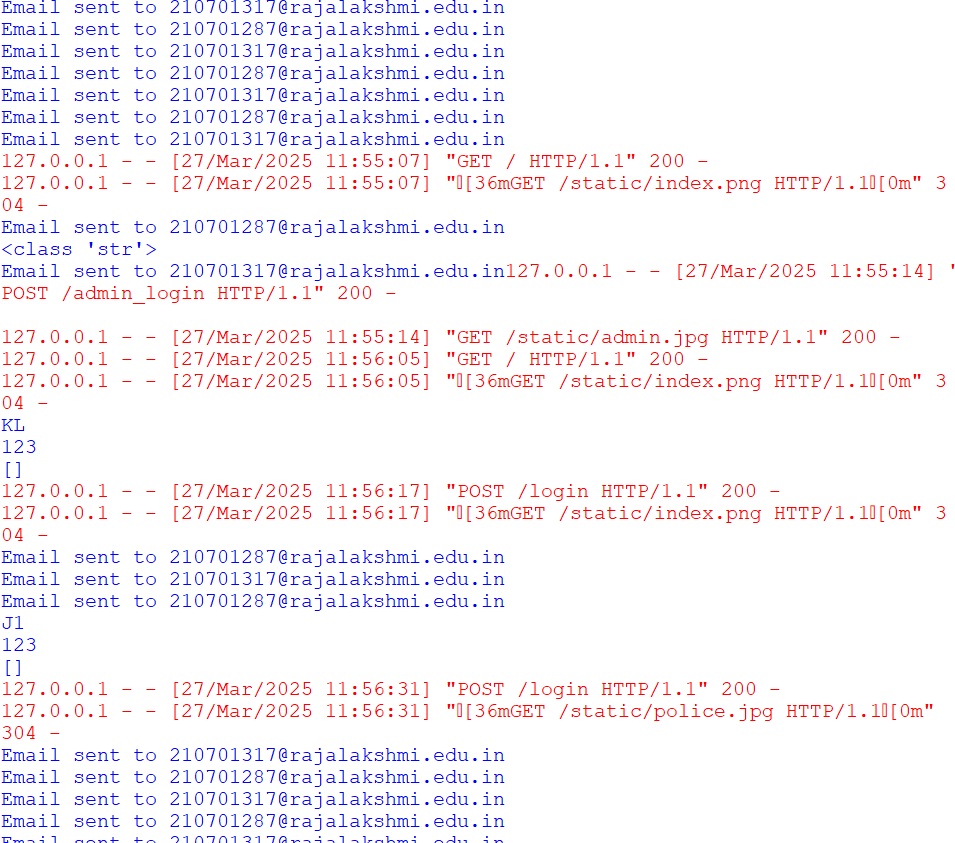 Email sent to 210701317@rajalakshmi.edu.in
Email sent to 210701287@rajalakshmi.edu.in
Email sent to 210701317@rajalakshmi.edu.in
Email sent to 210701287@rajalakshmi.edu.in
Email sent to 210701317@rajalakshmi.edu.in
Email sent to 210701287@rajalakshmi.edu.in
Email sent to 210701317@rajalakshmi.edu.in
127.0.0.1 - - [27/Mar/2025 11:55:07] "GET / HTTP/1.1" 200 -
127.0.0.1 - - [27/Mar/2025 11:55:07] "▯[36mGET /static/index.png HTTP/1.1▯[0m" 3
04 -
Email sent to 210701287@rajalakshmi.edu.in
<class 'str'>
Email sent to 210701317@rajalakshmi.edu.in127.0.0.1 - - [27/Mar/2025 11:55:14] "
POST /admin_login HTTP/1.1" 200 -
127.0.0.1 - - [27/Mar/2025 11:55:14] "GET /static/admin.jpg HTTP/1.1" 200 -
127.0.0.1 - - [27/Mar/2025 11:56:05] "GET / HTTP/1.1" 200 -
127.0.0.1 - - [27/Mar/2025 11:56:05] "▯[36mGET /static/index.png HTTP/1.1▯[0m" 3
04 -
KL
123
[]
127.0.0.1 - - [27/Mar/2025 11:56:17] "POST /login HTTP/1.1" 200 -
127.0.0.1 - - [27/Mar/2025 11:56:17] "▯[36mGET /static/index.png HTTP/1.1▯[0m" 3
04 -
Email sent to 210701287@rajalakshmi.edu.in
Email sent to 210701317@rajalakshmi.edu.in
Email sent to 210701287@rajalakshmi.edu.in
J1
123
[]
127.0.0.1 - - [27/Mar/2025 11:56:31] "POST /login HTTP/1.1" 200 -
127.0.0.1 - - [27/Mar/2025 11:56:31] "▯[36mGET /static/police.jpg HTTP/1.1▯[0m"
304 -
Email sent to 210701317@rajalakshmi.edu.in
Email sent to 210701287@rajalakshmi.edu.in
Email sent to 210701317@rajalakshmi.edu.in
Email sent to 210701287@rajalakshmi.edu.in
Email sent to 210701317@rajalakshmi.edu.in